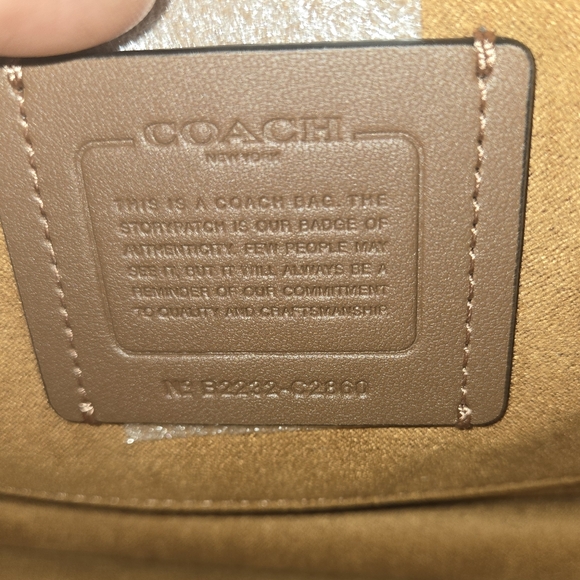 COACH
NEW YORK
THIS IS A COACH BAG. THE
STORYPATCH IS OUR BADGE OF
AUTHENTICITY. FEW PEOPLE MAY
SEE IT, BUT IT WILL ALWAYS BE A
REMINDER OF OUR COMMITMENT
TO QUALITY AND CRAFTSMANSHIP.
Nº B2232-C2860